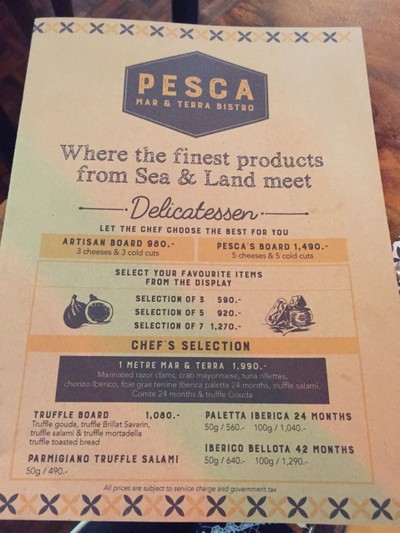 PESCA
MAR & TERRA BISTRO
Where the finest products
from Sea & Land meet
Delicatessen
LET THE CHEF CHOOSE THE BEST FOR YOU
ARTISAN BOARD 980.-
3 cheeses & 3 cold cuts
PESCA'S BOARD 1,490.-
5 cheeses & 5 cold cuts
SELECT YOUR FAVOURITE ITEMS
FROM THE DISPLAY
SELECTION OF 3 590.-
SELECTION OF 5 920.-
SELECTION OF 7 1,270.-
CHEF'S SELECTION
1 METRE MAR & TERRA 1,990.-
Marinated razor clams, crab mayonnaise, tuna rillettes,
chorizo Iberico, foie gras terrine Iberica paletta 24 months, truffle salami,
Comte 24 months & truffle Gouda
TRUFFLE BOARD 1,080.-
Truffle gouda, truffle Brillat Savarin,
truffle salami & truffle mortadella
truffle toasted bread
PARMIGIANO TRUFFLE SALAMI
50g / 490.-
PALETTA IBERICA 24 MONTHS
50g / 560.- 100g / 1,040.-
IBERICO BELLOTA 42 MONTHS
50g / 640.- 100g / 1,290.-
All prices are subject to service charge and government tax